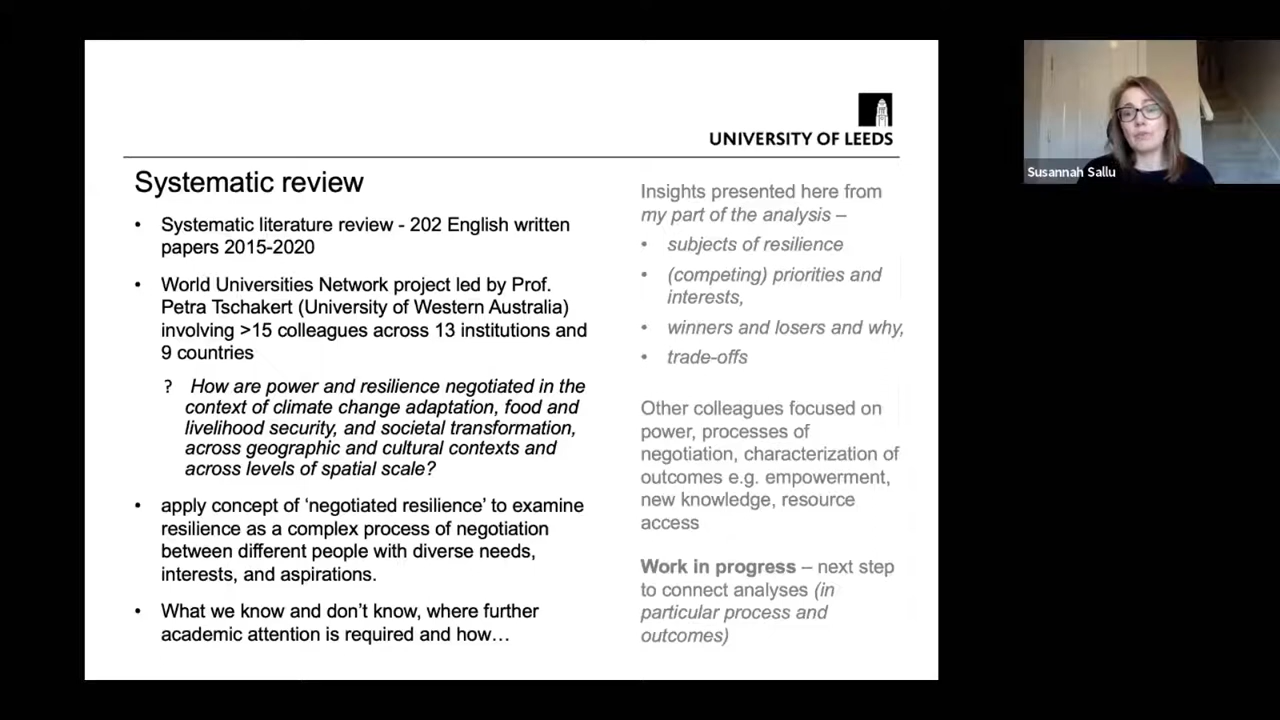 UNIVERSITY OF LEEDS
Systematic review
• Systematic literature review - 202 English written
papers 2015-2020
• World Universities Network project led by Prof.
Petra Tschakert (University of Western Australia)
involving >15 colleagues across 13 institutions and
9 countries
? How are power and resilience negotiated in the
context of climate change adaptation, food and
livelihood security, and societal transformation,
across geographic and cultural contexts and
across levels of spatial scale?
• apply concept of ‘negotiated resilience’ to examine
resilience as a complex process of negotiation
between different people with diverse needs,
interests, and aspirations.
• What we know and don’t know, where further
academic attention is required and how…
Insights presented here from
my part of the analysis –
• subjects of resilience
• (competing) priorities and
interests,
• winners and losers and why,
• trade-offs
Other colleagues focused on
power, processes of
negotiation, characterization of
outcomes e.g. empowerment,
new knowledge, resource
access
Work in progress – next step
to connect analyses (in
particular process and
outcomes)
Susannah Sallu